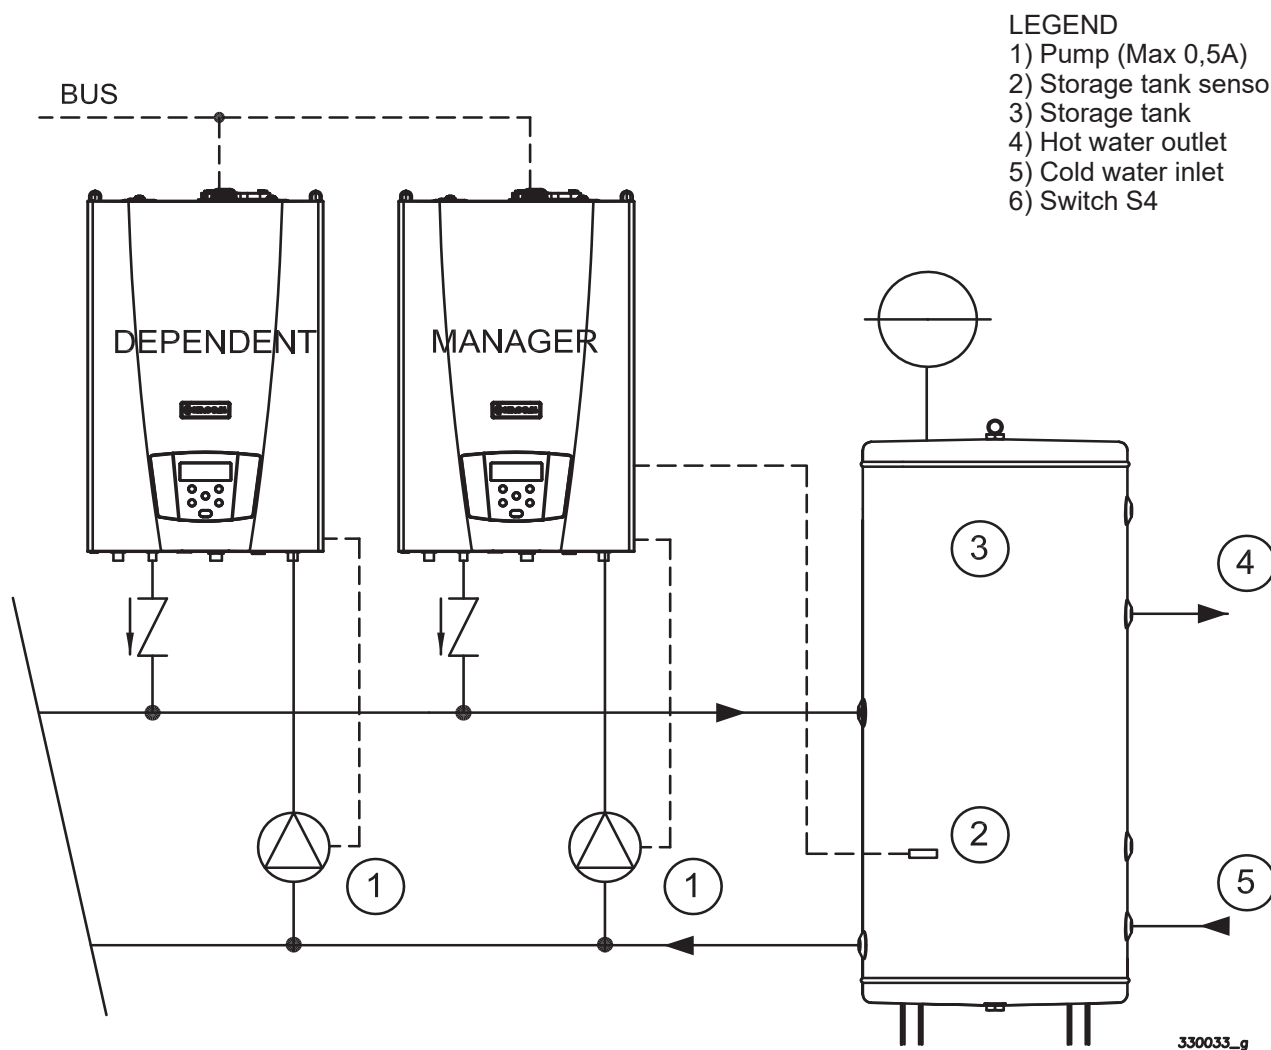 LEGEND
1) Pump (Max 0,5A)
2) Storage tank senso
3) Storage tank
4) Hot water outlet
5) Cold water inlet
6) Switch S4
BUS
DEPENDENT
MANAGER
3
4
2
1
1
5
330033_g